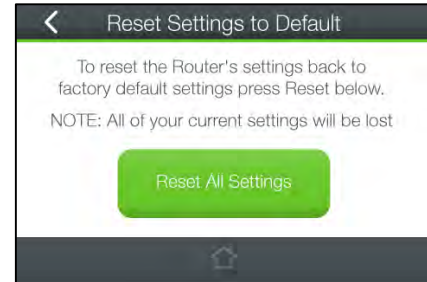 Reset Settings to Default
To reset the Router's settings back to
factory default settings press Reset below.
NOTE: All of your current settings will be lost
Reset All Settings